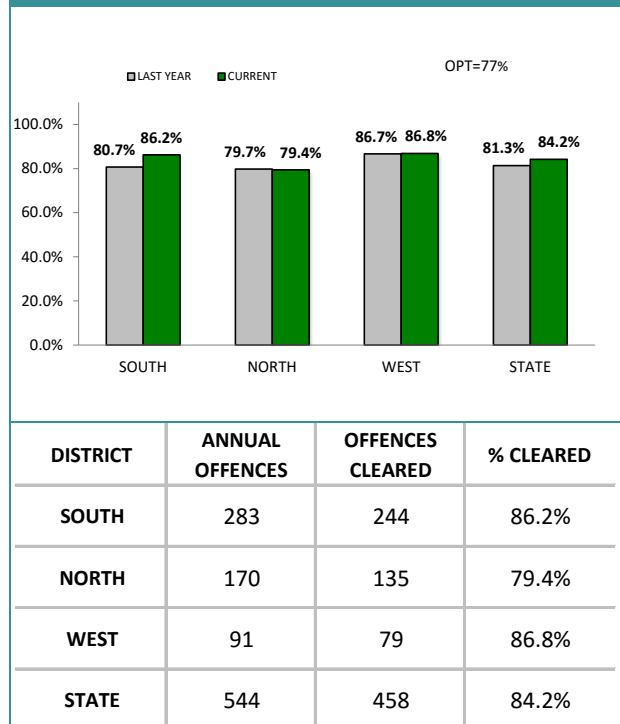 LAST YEAR CURRENT OPT=77%
100.0%
80.0%
60.0%
40.0%
20.0%
0.0%
80.7% 86.2% 79.7% 79.4% 86.7% 86.8% 81.3% 84.2%
SOUTH NORTH WEST STATE
DISTRICT ANNUAL OFFENCES OFFENCES CLEARED % CLEARED
SOUTH 283 244 86.2%
NORTH 170 135 79.4%
WEST 91 79 86.8%
STATE 544 458 84.2%